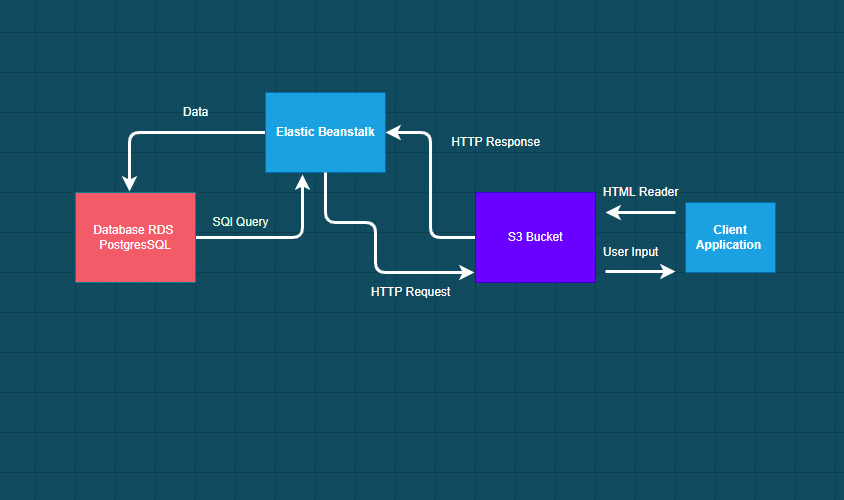 Data
Elastic Beanstalk
HTTP Response
HTML Reader
SQl Query
Database RDS
PostgresSQL
S3 Bucket
Client
Application
User Input
HTTP Request